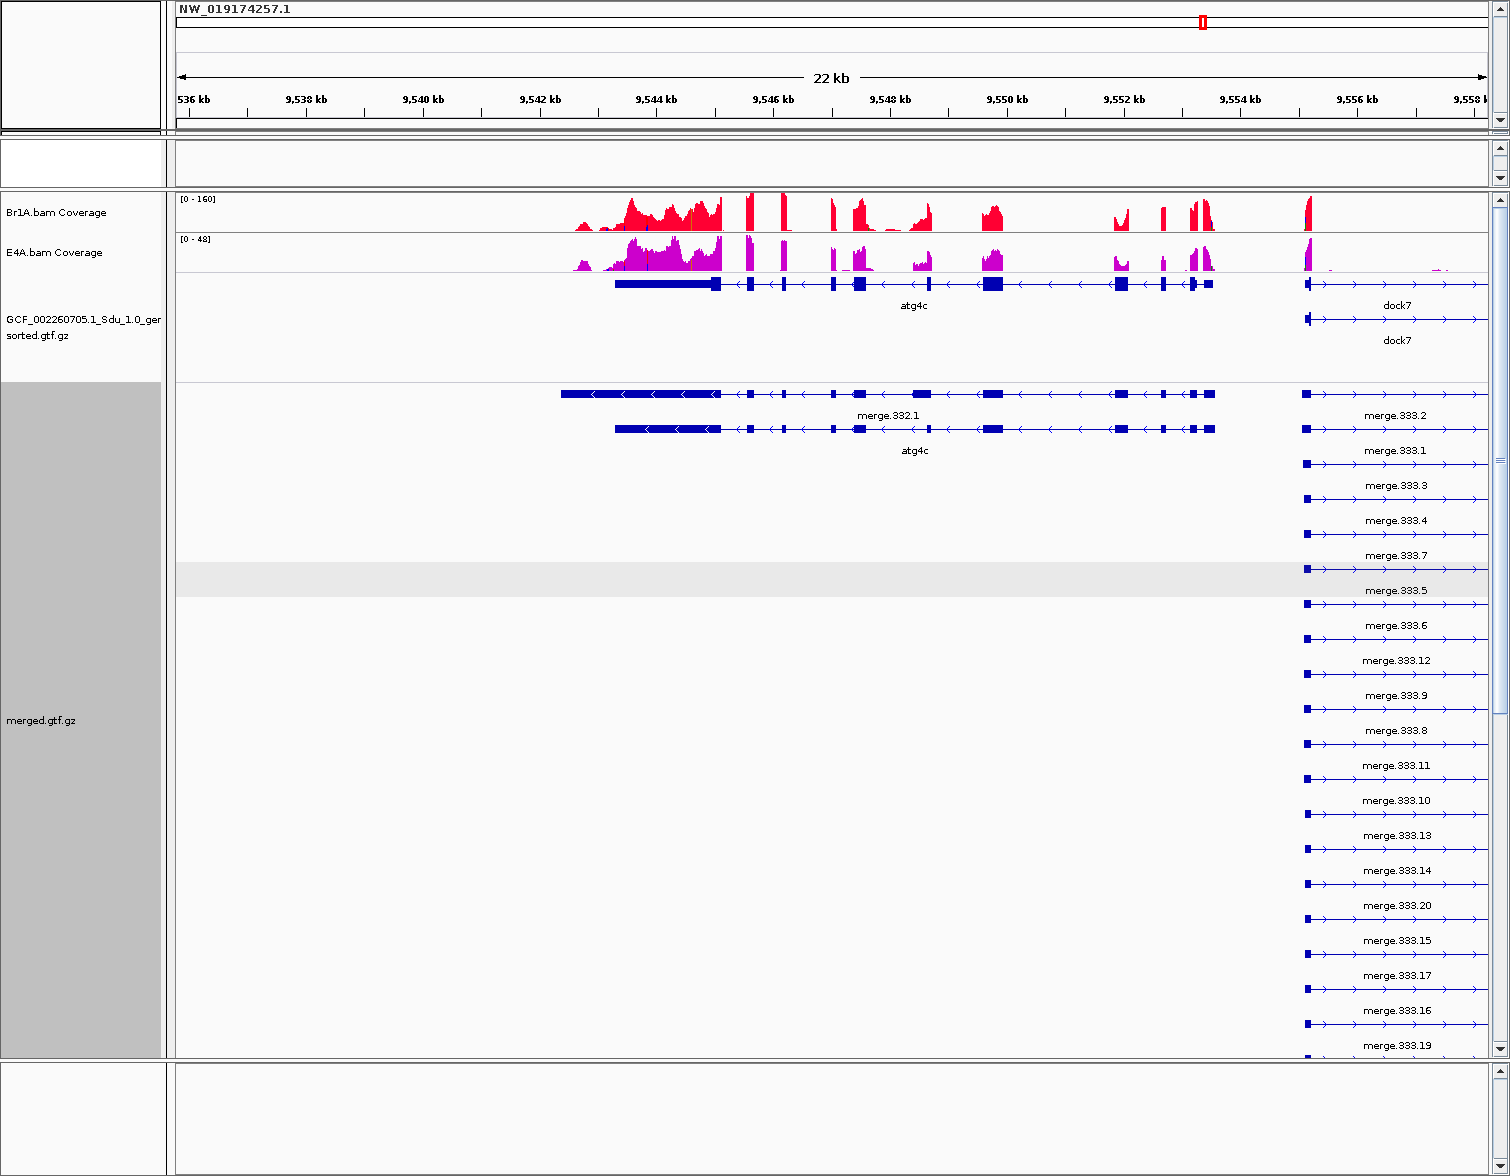 NW_019174257.1
22 kb
536 kb 9,538 kb 9,540 kb 9,542 kb 9,544 kb 9,546 kb 9,548 kb 9,550 kb 9,552 kb 9,554 kb 9,556 kb 9,558 k
[0 - 160]
Br1A.bam Coverage
[0 - 48]
E4A.bam Coverage
atg4c dock7
GCF_002260705.1_Sdu_1.0_ger
sorted.gtf.gz
dock7
merge.332.1 merge.333.2
atg4c merge.333.1
merge.333.3
merge.333.4
merge.333.7
merge.333.5
merge.333.6
merge.333.12
merge.333.9
merged.gtf.gz
merge.333.8
merge.333.11
merge.333.10
merge.333.13
merge.333.14
merge.333.20
merge.333.15
merge.333.17
merge.333.16
merge.333.19